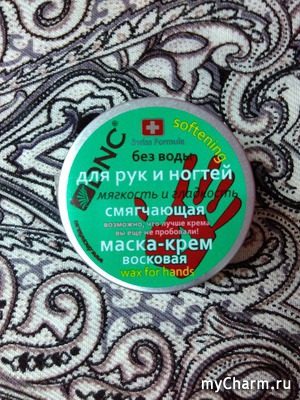 DNC®
Swiss Formula
softening
без воды
для рук и ногтей
мягкость и гладкость
смягчающая
возможно, что лучше крема
вы еще не пробовали!
маска-крем
восковая
wax for hands
myCharm.ru